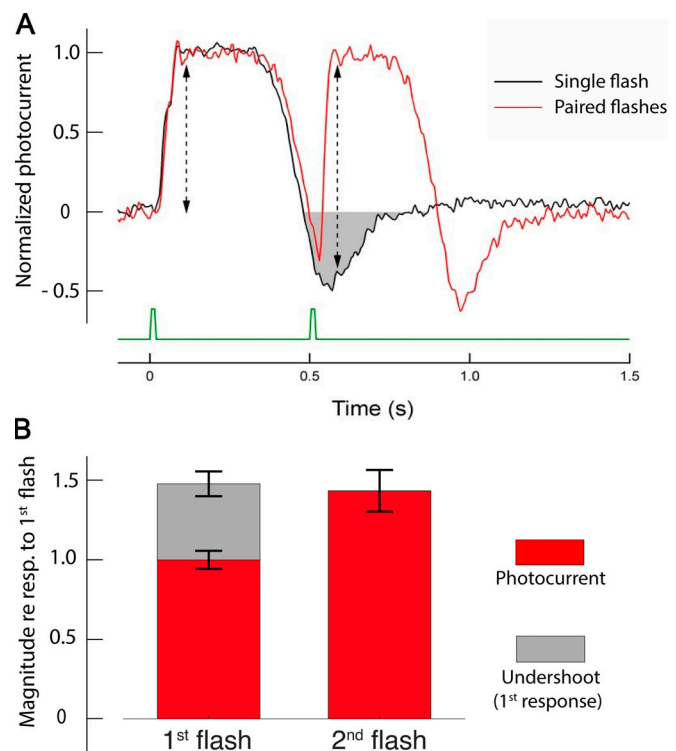 A
Normalized photocurrent
1.0
0.5
0
- 0.5
Single flash
Paired flashes
0
0.5
1.0
1.5
Time (s)
B
Magnitude re resp. to 1st flash
1.5
1.0
0.5
0
1st flash
2nd flash
Photocurrent
Undershoot
(1st response)